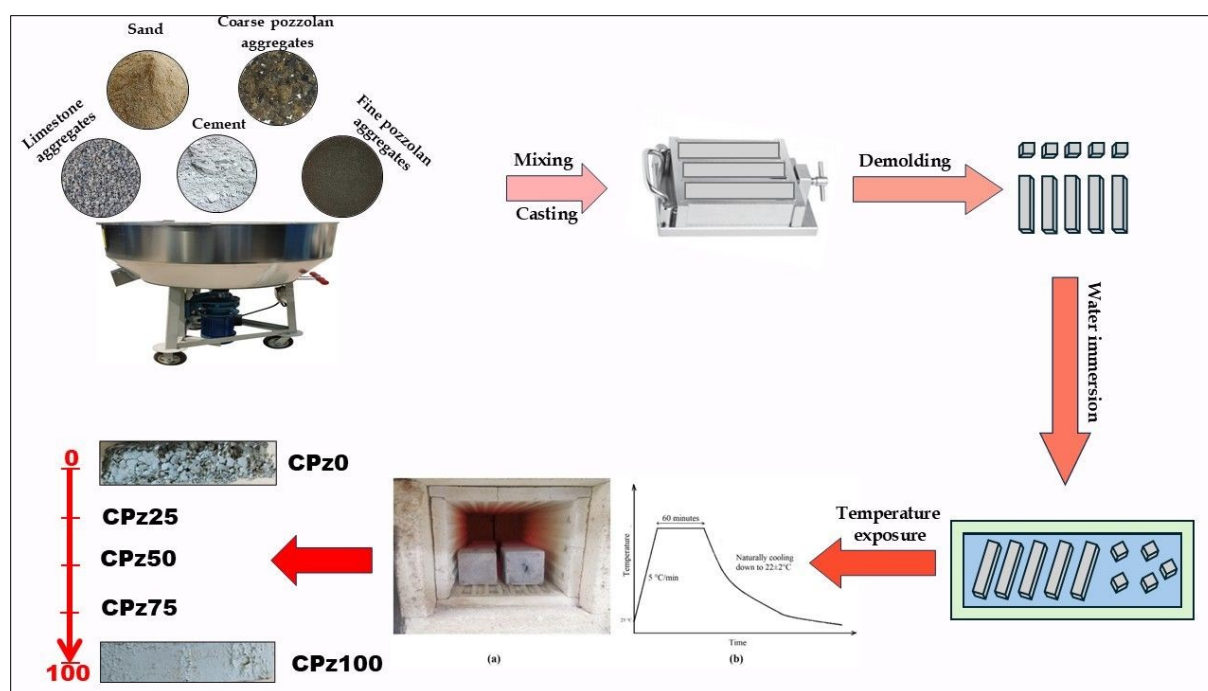 Sand
Coarse pozzolan
aggregates
Limestone
aggregates
Cement
Fine pozzolan
aggregates
Mixing
Casting
Demolding
Water immersion
Temperature
exposure
60 minutes
Temperature
5 °C/min
Naturally cooling
down to 22±2°C
Time
(a)
(b)
0
CPz0
CPz25
CPz50
CPz75
100
CPz100